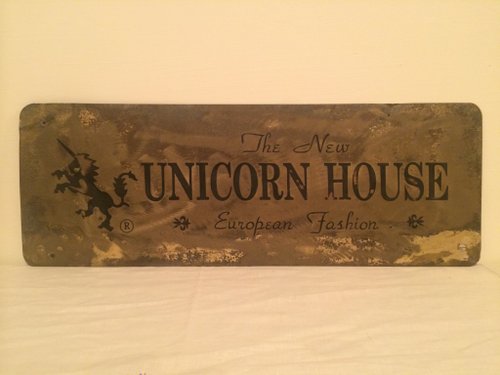 The New
UNICORN HOUSE
® European Fashion